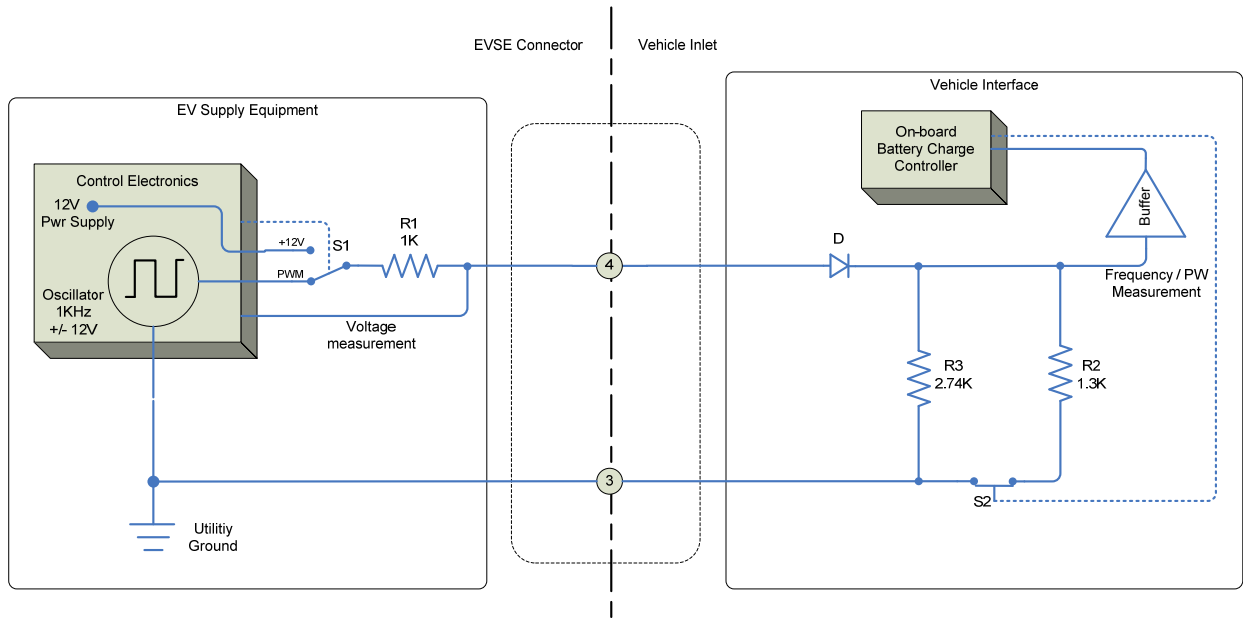 EVSE Connector
Vehicle Inlet
EV Supply Equipment
Control Electronics
12V
Pwr Supply
Oscillator
1KHz
+/- 12V
+12V
PWM
S1
R1
1K
Voltage
measurement
Utilitiy
Ground
4
3
Vehicle Interface
On-board
Battery Charge
Controller
Buffer
D
Frequency / PW
Measurement
R3
2.74K
R2
1.3K
S2